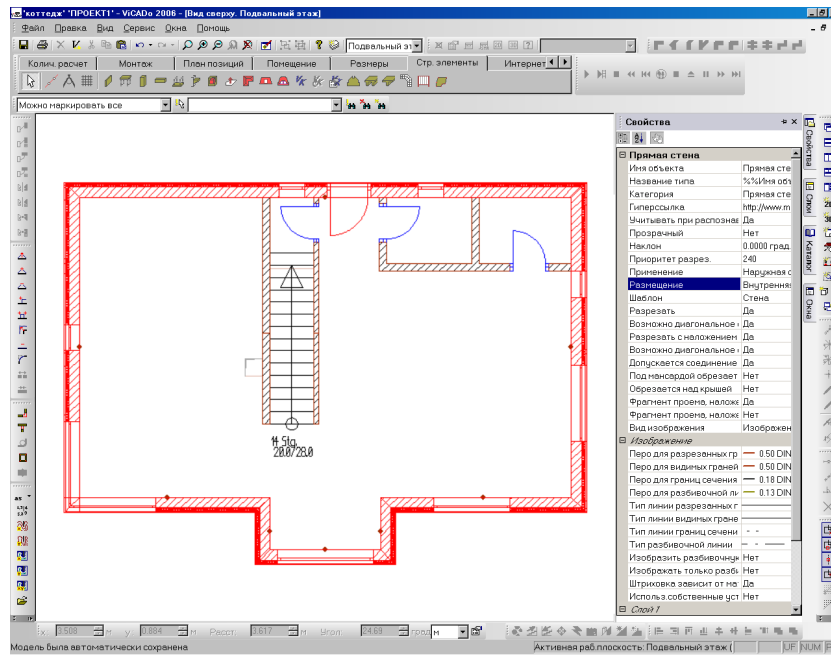 'коттедж' 'ПРОЕКТ1' - ViCADo 2006 - [Вид сверху. Подвальный этаж]
Файл Правка Вид Сервис Окна Помощь
Подвальный эт
Колич. расчет Монтаж План позиций Помещение Размеры Стр. элементы Интернет
Можно маркировать все
Свойства
Прямая стена
Имя объекта Прямая сте
Название типа %%Имя объ
Категория Прямая сте
Гиперссылка http://www.m
Учитывать при распознав Да
Прозрачный Нет
Наклон 0.0000 град.
Приоритет разрез. 240
Применение Наружная с
Размещение Внутрення
Шаблон Стена
Разрезать Да
Возможно диагональное Да
Разрезать с наложением Да
Возможно диагональное Да
Допускается соединение Да
Под мансардой обрезает Нет
Обрезается над крышей Нет
Фрагмент проема, налож Да
Фрагмент проема, налож Нет
Вид изображения Изображен
Изображение
Перо для разрезанных гр 0.50 DIN
Перо для видимых граней 0.50 DIN
Перо для границ сечения 0.18 DIN
Перо для разбивочной ли 0.13 DIN
Тип линии разрезанных г
Тип линии видимых гране
Тип линии границ сечени
Тип разбивочной линии
Изобразить разбивочную Нет
Изображать только разби Нет
Штриховка зависит от ма Да
Использ.собственные уст Нет
Слой 1
Свойства
Слои
Каталог
Окна
14 Stg.
20.0/28.0
x: 3.508 м y: 0.884 м Расст. 3.617 м Угол: 24.69 град м
Модель была автоматически сохранена
Активная раб.плоскость: Подвальный этаж (
UF NUM